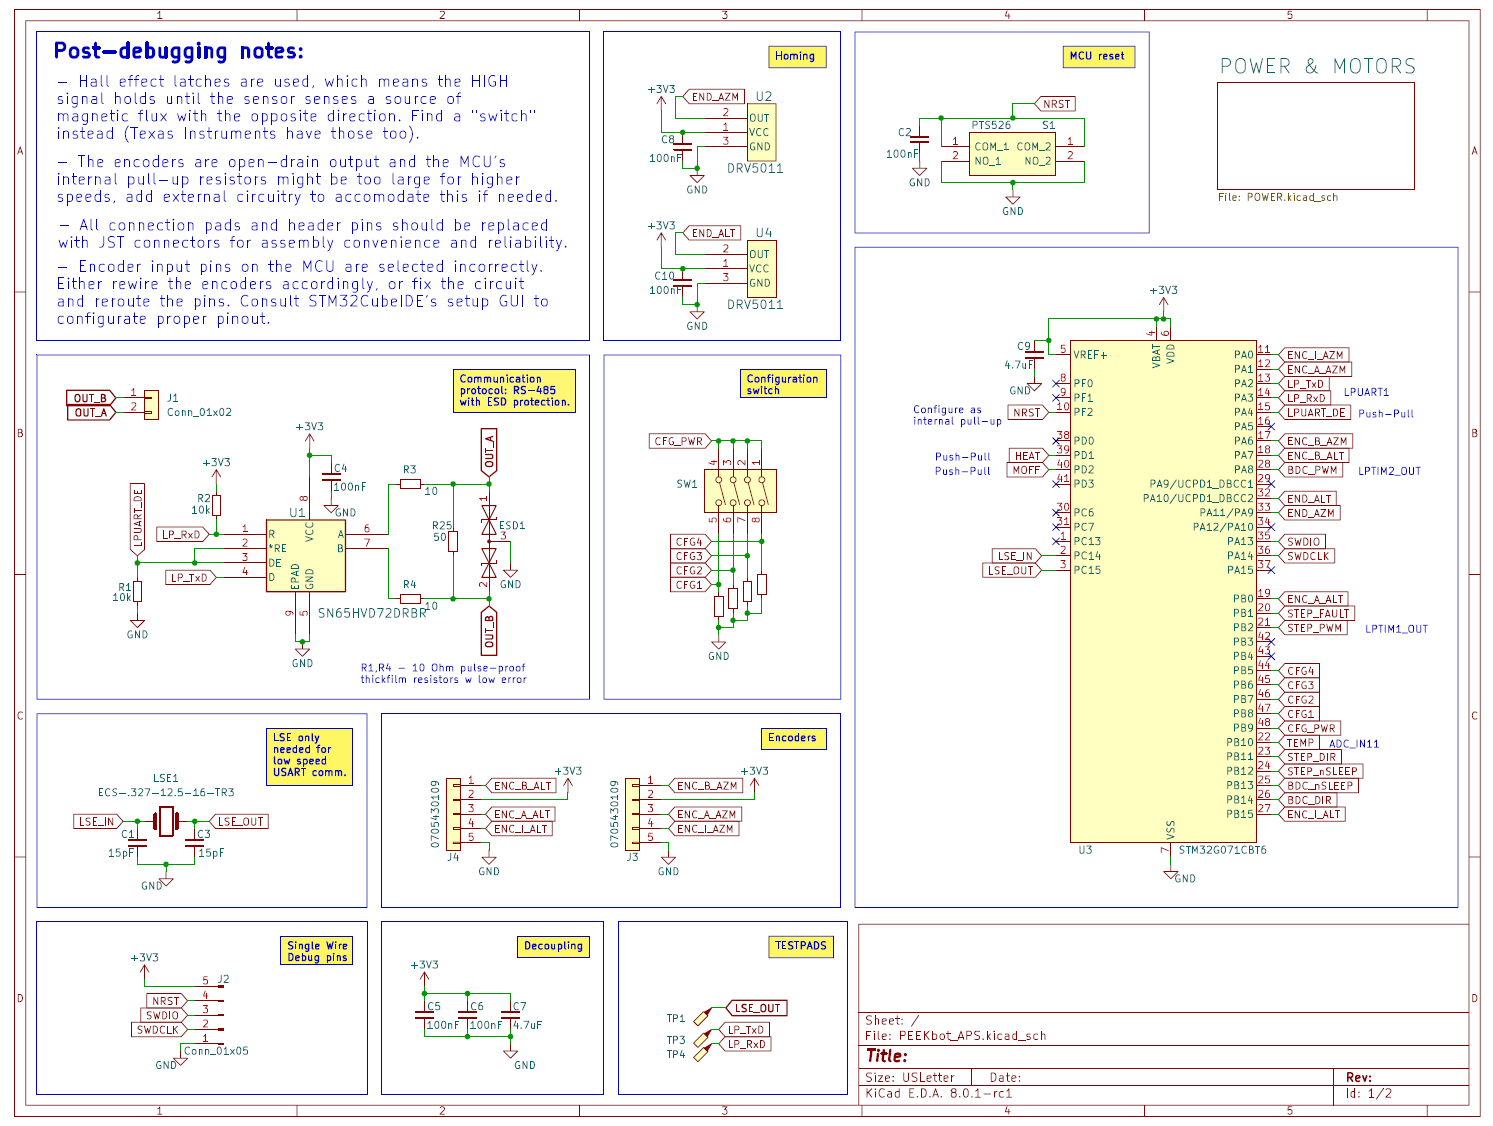 1 2 3 4 5
A B C D
Post-debugging notes:
- Hall effect latches are used, which means the HIGH
signal holds until the sensor senses a source of
magnetic flux with the opposite direction. Find a "switch"
instead (Texas Instruments have those too).
- The encoders are open-drain output and the MCU's
internal pull-up resistors might be too large for higher
speeds, add external circuitry to accomodate this if needed.
- All connection pads and header pins should be replaced
with JST connectors for assembly convenience and reliability.
- Encoder input pins on the MCU are selected incorrectly.
Either rewire the encoders accordingly, or fix the circuit
and reroute the pins. Consult STM32CubeIDE's setup GUI to
configurate proper pinout.
Homing
+3V3
END_AZM
U2
2 OUT
1 VCC
3 GND
C8
100nF
DRV5011
GND
+3V3
END_ALT
U4
2 OUT
1 VCC
3 GND
C10
100nF
DRV5011
GND
MCU reset
NRST
PTS526 S1
C2
100nF
1 COM_1 COM_2 1
2 NO_1 NO_2 2
GND
GND
POWER & MOTORS
File: POWER.kicad_sch
Communication
protocol: RS-485
with ESD protection.
OUT_B 1
OUT_A 2
J1
Conn_01x02
+3V3
+3V3
C4
100nF
GND
R2
10k
LPUART_DE
LP_RxD
LP_TxD
R1
10k
GND
U1
8
VCC
1 R
2 *RE
3 DE
4 D
A 6
B 7
EPAD
GND
9 5
SN65HVD72DRBR
GND
R3
10
R25
50
R4
10
OUT_A
1
ESD1
3
2
GND
OUT_B
R1,R4 - 10 Ohm pulse-proof
thickfilm resistors w low error
Configuration
switch
CFG_PWR
4 3 2 1
SW1
5 6 7 8
CFG4
CFG3
CFG2
CFG1
GND
+3V3
C9
4.7uF
GND
4 6
VBAT
VDD
5 VREF+
8 PF0
9 PF1
Configure as
internal pull-up
NRST 10 PF2
38 PD0
Push-Pull HEAT 39 PD1
Push-Pull MOFF 40 PD2
41 PD3
30 PC6
31 PC7
1 PC13
LSE_IN 2 PC14
LSE_OUT 3 PC15
PA0 11 ENC_I_AZM
PA1 12 ENC_A_AZM
PA2 13 LP_TxD
LPUART1
PA3 14 LP_RxD
PA4 15 LPUART_DE Push-Pull
PA5 16
PA6 17 ENC_B_AZM
PA7 18 ENC_B_ALT
PA8 28 BDC_PWM LPTIM2_OUT
PA9/UCPD1_DBCC1 29
PA10/UCPD1_DBCC2 32 END_ALT
PA11/PA9 33 END_AZM
PA12/PA10 34
PA13 35 SWDIO
PA14 36 SWDCLK
PA15 37
PB0 19 ENC_A_ALT
PB1 20 STEP_FAULT
PB2 21 STEP_PWM LPTIM1_OUT
PB3 42
PB4 43
PB5 44 CFG4
PB6 45 CFG3
PB7 46 CFG2
PB8 47 CFG1
PB9 48 CFG_PWR
PB10 22 TEMP ADC_IN11
PB11 23 STEP_DIR
PB12 24 STEP_nSLEEP
PB13 25 BDC_nSLEEP
PB14 26 BDC_DIR
PB15 27 ENC_I_ALT
VSS
7
U3
STM32G071CBT6
GND
LSE only
needed for
low speed
USART comm.
LSE1
ECS-.327-12.5-16-TR3
LSE_IN
LSE_OUT
C1
15pF
C3
15pF
GND
Encoders
0705430109
J4
1 ENC_B_ALT
+3V3
2
3 ENC_A_ALT
4 ENC_I_ALT
5
GND
0705430109
J3
1 ENC_B_AZM
+3V3
2
3 ENC_A_AZM
4 ENC_I_AZM
5
GND
Single Wire
Debug pins
+3V3
5 J2
NRST 4
SWDIO 3
SWDCLK 2
1
Conn_01x05
GND
Decoupling
+3V3
C5
100nF
C6
100nF
C7
4.7uF
GND
TESTPADS
TP1 LSE_OUT
TP3 LP_TxD
TP4 LP_RxD
Sheet: /
File: PEEKbot_APS.kicad_sch
Title:
Size: USLetter Date: Rev:
KiCad E.D.A. 8.0.1-rc1 Id: 1/2
A B C D
1 2 3 4 5